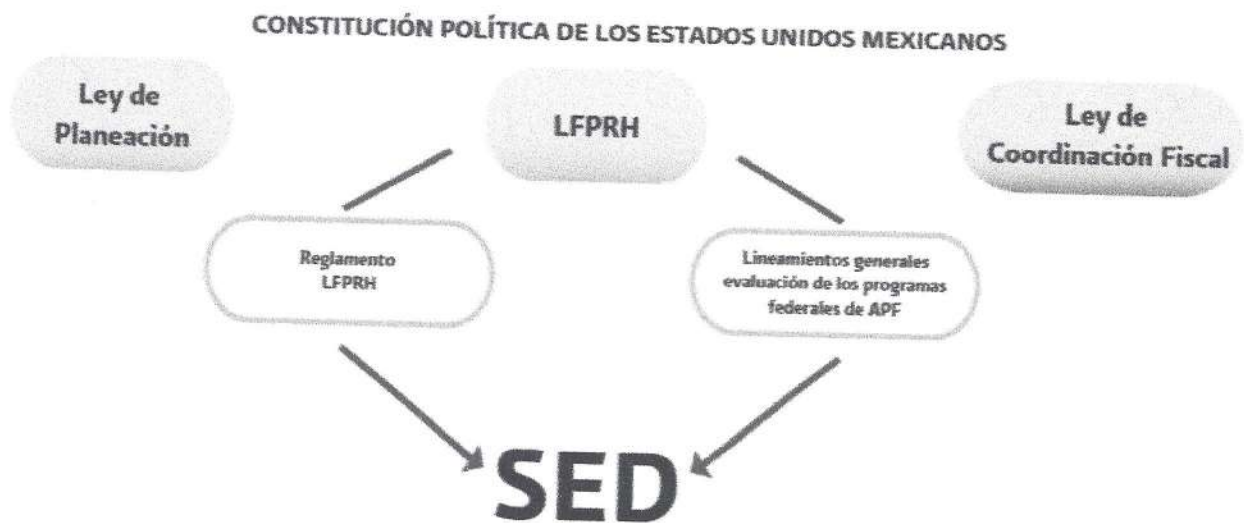 CONSTITUCIÓN POLÍTICA DE LOS ESTADOS UNIDOS MEXICANOS
Ley de
Planeación
LFPRH
Ley de
Coordinación Fiscal
Reglamento
LFPRH
Lineamientos generales
evaluación de los programas
federales de APF
SED